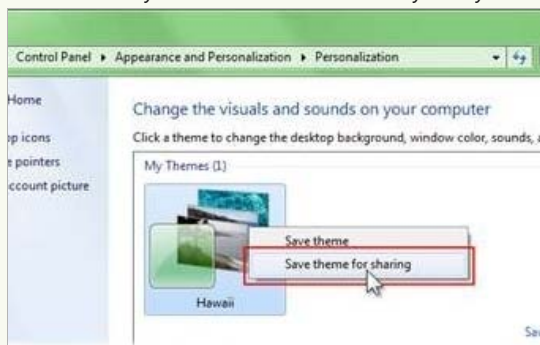 Control Panel ▸ Appearance and Personalization ▸ Personalization
Home
Change the visuals and sounds on your computer
op icons
Click a theme to change the desktop background, window color, sounds, a
e pointers
My Themes (1)
ccount picture
Save theme
Save theme for sharing
Hawaii
Sa